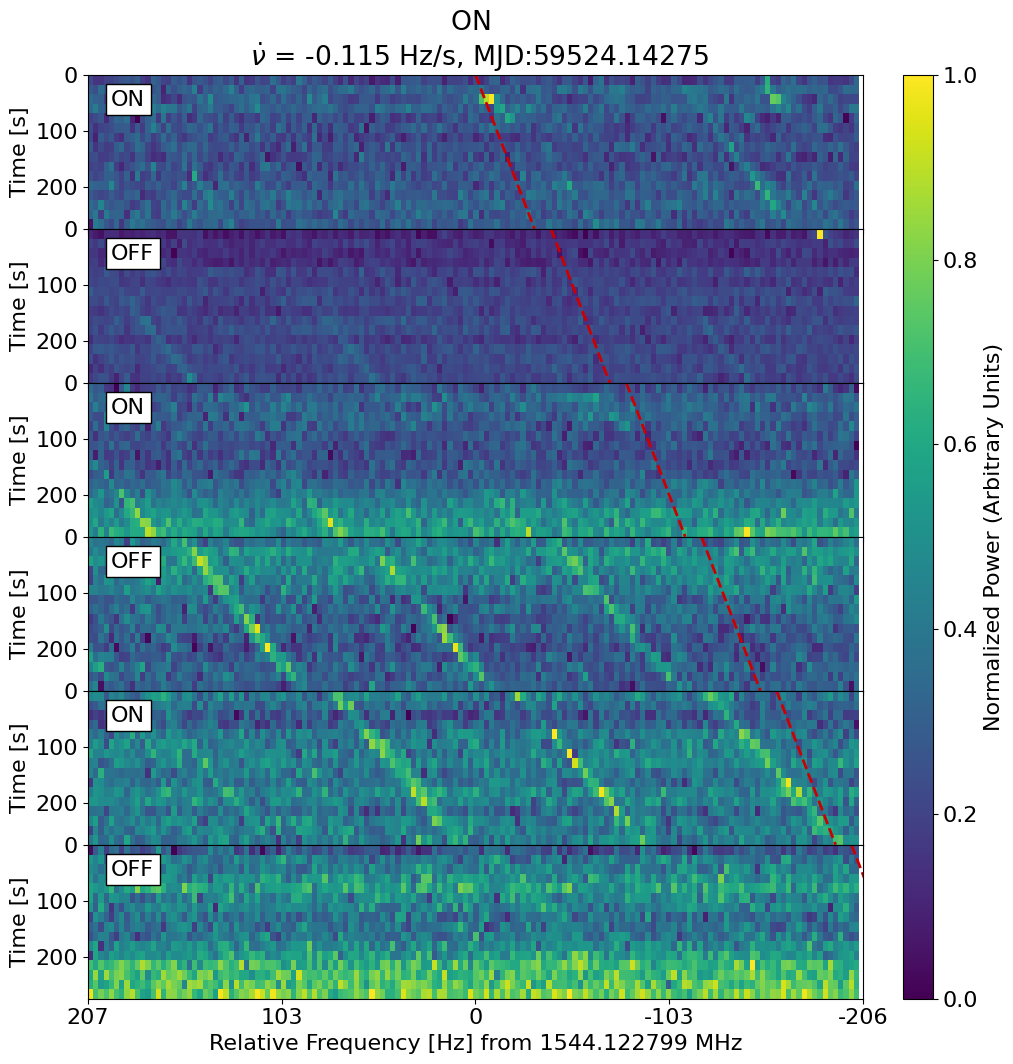 ON
ν̇ = -0.115 Hz/s, MJD:59524.14275
0
ON
100
Time [s]
200
0
OFF
100
Time [s]
200
0
ON
100
Time [s]
200
0
OFF
100
Time [s]
200
0
ON
100
Time [s]
200
0
OFF
100
Time [s]
200
207 103 0 -103 -206
Relative Frequency [Hz] from 1544.122799 MHz
1.0
0.8
0.6
0.4
0.2
0.0
Normalized Power (Arbitrary Units)